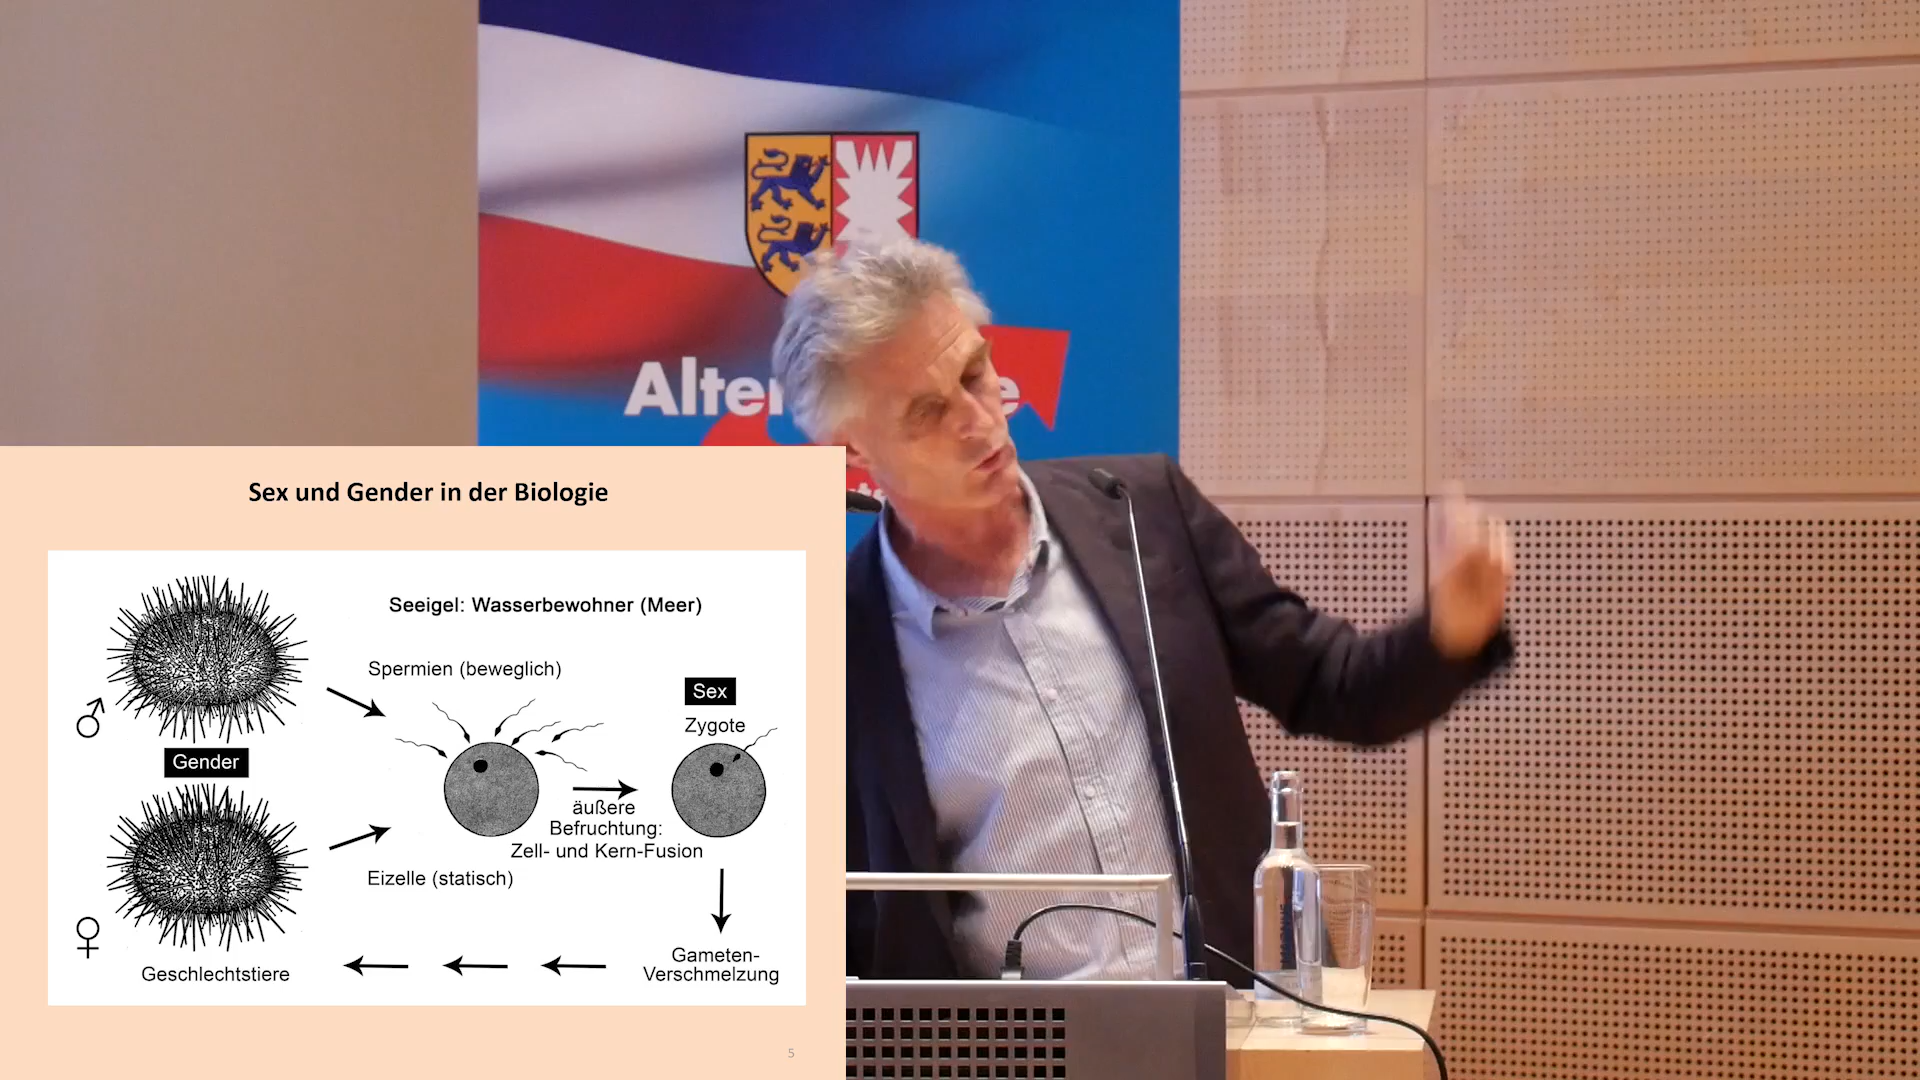 Alte
e
Sex und Gender in der Biologie
Seeigel: Wasserbewohner (Meer)
Spermien (beweglich)
Sex
Zygote
♂
Gender
äußere
Befruchtung:
Zell- und Kern-Fusion
Eizelle (statisch)
♀
Gameten-
Verschmelzung
Geschlechtstiere
5